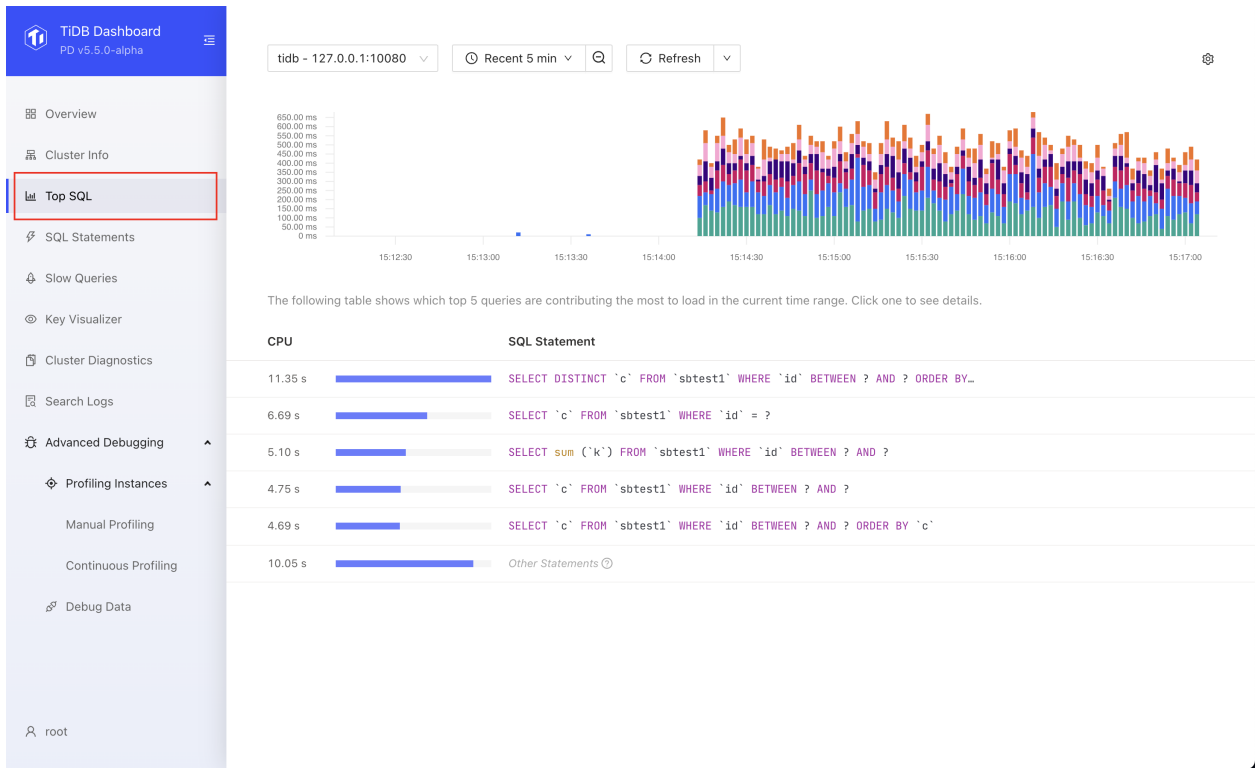 TiDB Dashboard
PD v5.5.0-alpha
Overview
Cluster Info
Top SQL
SQL Statements
Slow Queries
Key Visualizer
Cluster Diagnostics
Search Logs
Advanced Debugging
Profiling Instances
Manual Profiling
Continuous Profiling
Debug Data
root
tidb - 127.0.0.1:10080
Recent 5 min
Refresh
650.00 ms
600.00 ms
550.00 ms
500.00 ms
450.00 ms
400.00 ms
350.00 ms
300.00 ms
250.00 ms
200.00 ms
150.00 ms
100.00 ms
50.00 ms
0 ms
15:12:30 15:13:00 15:13:30 15:14:00 15:14:30 15:15:00 15:15:30 15:16:00 15:16:30 15:17:00
The following table shows which top 5 queries are contributing the most to load in the current time range. Click one to see details.
CPU SQL Statement
11.35 s SELECT DISTINCT `c` FROM `sbtest1` WHERE `id` BETWEEN ? AND ? ORDER BY…
6.69 s SELECT `c` FROM `sbtest1` WHERE `id` = ?
5.10 s SELECT sum (`k`) FROM `sbtest1` WHERE `id` BETWEEN ? AND ?
4.75 s SELECT `c` FROM `sbtest1` WHERE `id` BETWEEN ? AND ?
4.69 s SELECT `c` FROM `sbtest1` WHERE `id` BETWEEN ? AND ? ORDER BY `c`
10.05 s Other Statements